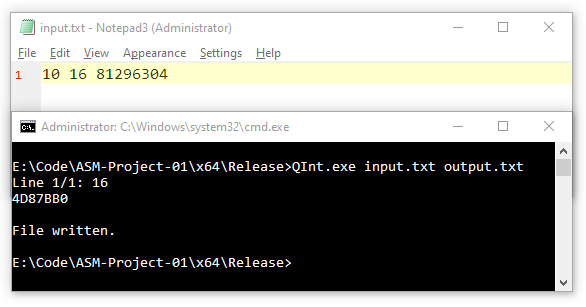 input.txt - Notepad3 (Administrator)
File Edit View Appearance Settings Help
1 10 16 81296304
Administrator: C:\Windows\system32\cmd.exe
E:\Code\ASM-Project-01\x64\Release>QInt.exe input.txt output.txt
Line 1/1: 16
4D87BB0
File written.
E:\Code\ASM-Project-01\x64\Release>